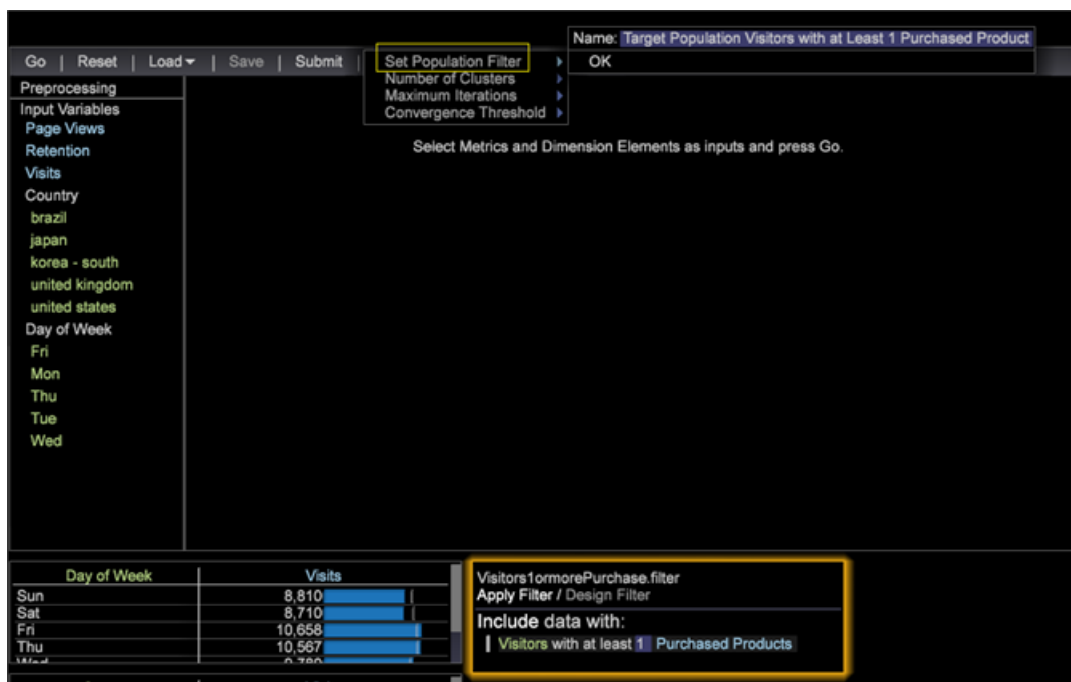 Name: Target Population Visitors with at Least 1 Purchased Product
Go | Reset | Load | Save | Submit |
Set Population Filter
OK
Number of Clusters
Maximum Iterations
Convergence Threshold
Preprocessing
Input Variables
Page Views
Retention
Visits
Country
brazil
japan
korea - south
united kingdom
united states
Day of Week
Fri
Mon
Thu
Tue
Wed
Select Metrics and Dimension Elements as inputs and press Go.
Day of Week Visits
Sun 8,810
Sat 8,710
Fri 10,658
Thu 10,567
Visitors1ormorePurchase.filter
Apply Filter / Design Filter
Include data with:
Visitors with at least 1 Purchased Products